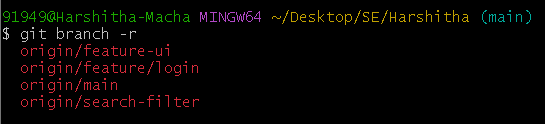 91949@Harshitha-Macha MINGW64 ~/Desktop/SE/Harshitha (main)
$ git branch -r
  origin/feature-ui
  origin/feature/login
  origin/main
  origin/search-filter